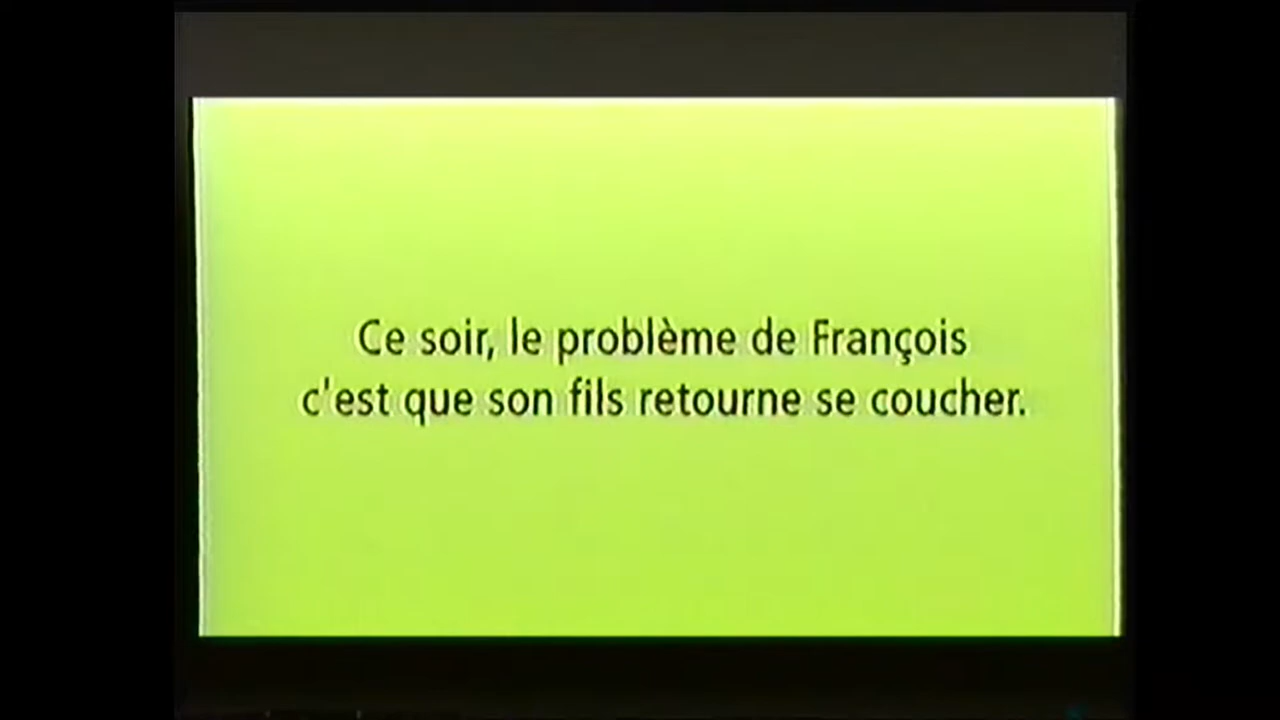 Ce soir, le problème de François
c'est que son fils retourne se coucher.